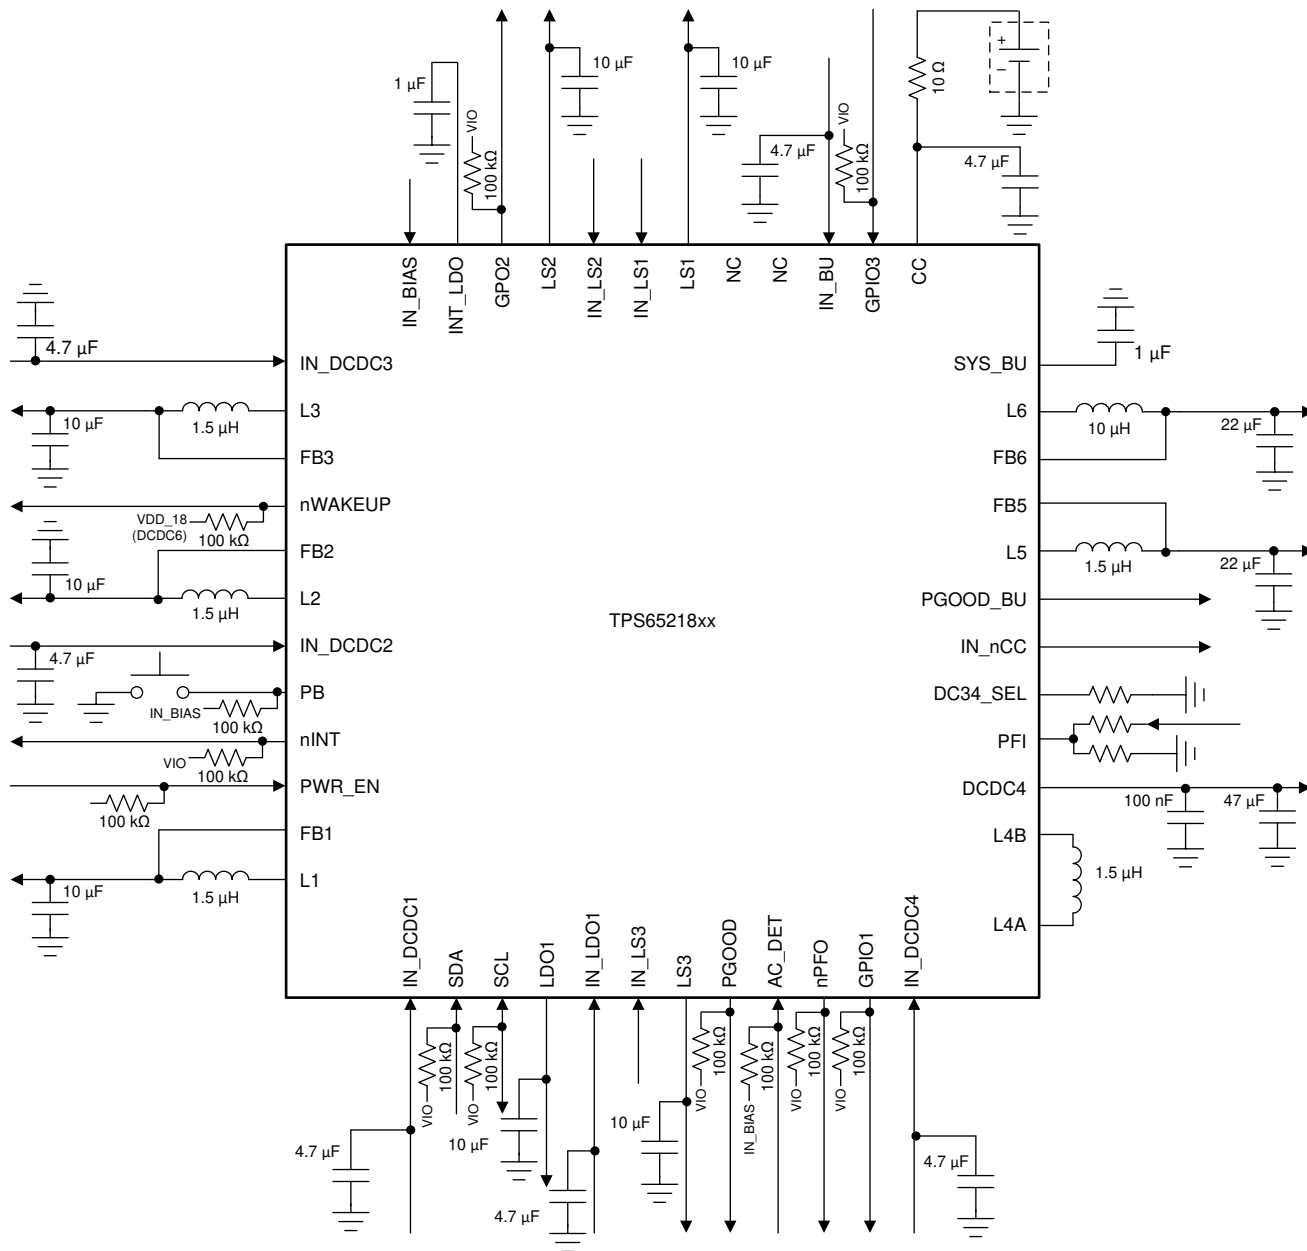 10 µF
10 µF
1 µF
VIO
100 kΩ
4.7 µF
VIO
100 kΩ
10 Ω
+
−
4.7 µF
IN_BIAS
INT_LDO
GPO2
LS2
IN_LS2
IN_LS1
LS1
NC
NC
IN_BU
GPIO3
CC
4.7 µF
IN_DCDC3
SYS_BU
1 µF
10 µF
1.5 µH
L3
L6
10 µH
22 µF
FB3
FB6
nWAKEUP
FB5
VDD_18
(DCDC6)
100 kΩ
FB2
L5
1.5 µH
22 µF
10 µF
1.5 µH
L2
PGOOD_BU
TPS65218xx
4.7 µF
IN_DCDC2
IN_nCC
PB
DC34_SEL
IN_BIAS
100 kΩ
nINT
PFI
VIO
100 kΩ
PWR_EN
DCDC4
100 nF
47 µF
100 kΩ
FB1
L4B
10 µF
1.5 µH
L1
1.5 µH
L4A
IN_DCDC1
SDA
SCL
LDO1
IN_LDO1
IN_LS3
LS3
PGOOD
AC_DET
nPFO
GPIO1
IN_DCDC4
100 kΩ
VIO
100 kΩ
VIO
100 kΩ
VIO
100 kΩ
IN_BIAS
100 kΩ
VIO
100 kΩ
VIO
4.7 µF
10 µF
4.7 µF
10 µF
4.7 µF